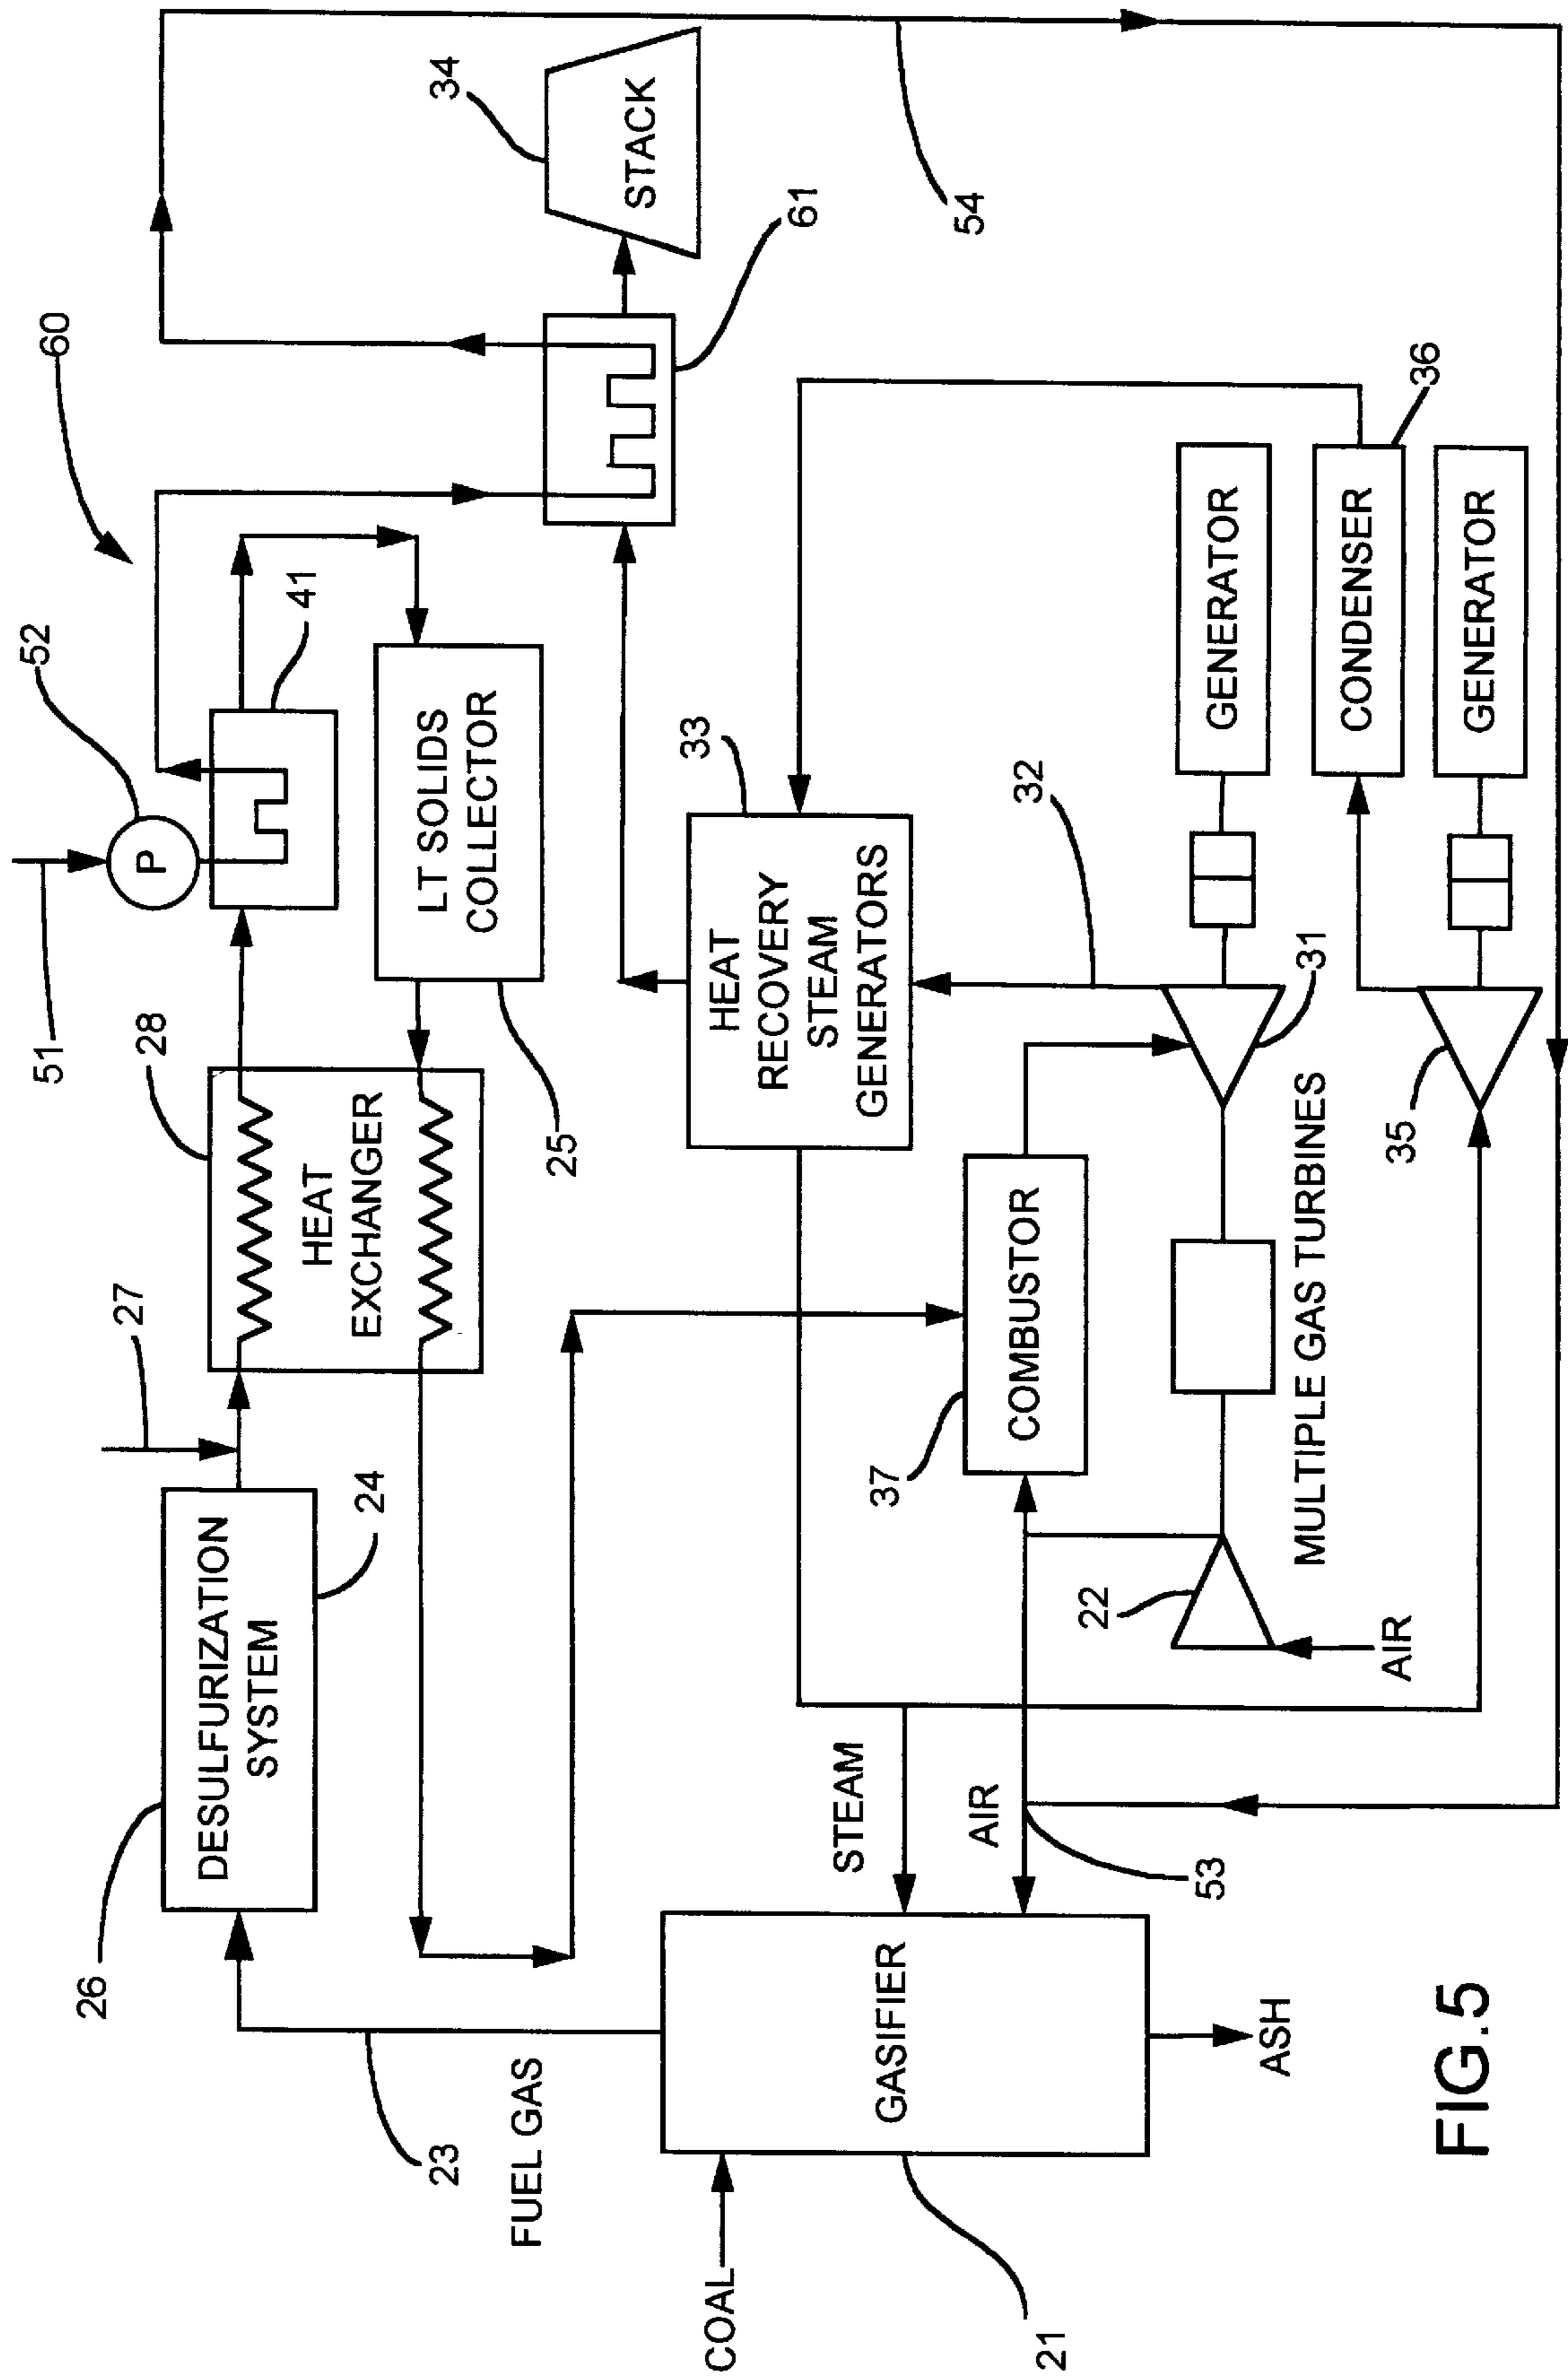 60
52
51
P
41
34
STACK
61
54
27
28
HEAT
EXCHANGER
LT SOLIDS
COLLECTOR
25
26
DESULFURIZATION
SYSTEM
24
23
FUEL GAS
33
HEAT
RECOVERY
STEAM
GENERATORS
32
COAL
GASIFIER
21
ASH
STEAM
AIR
53
37
COMBUSTOR
22
AIR
MULTIPLE GAS TURBINES
31
35
GENERATOR
CONDENSER
36
GENERATOR
FIG.5